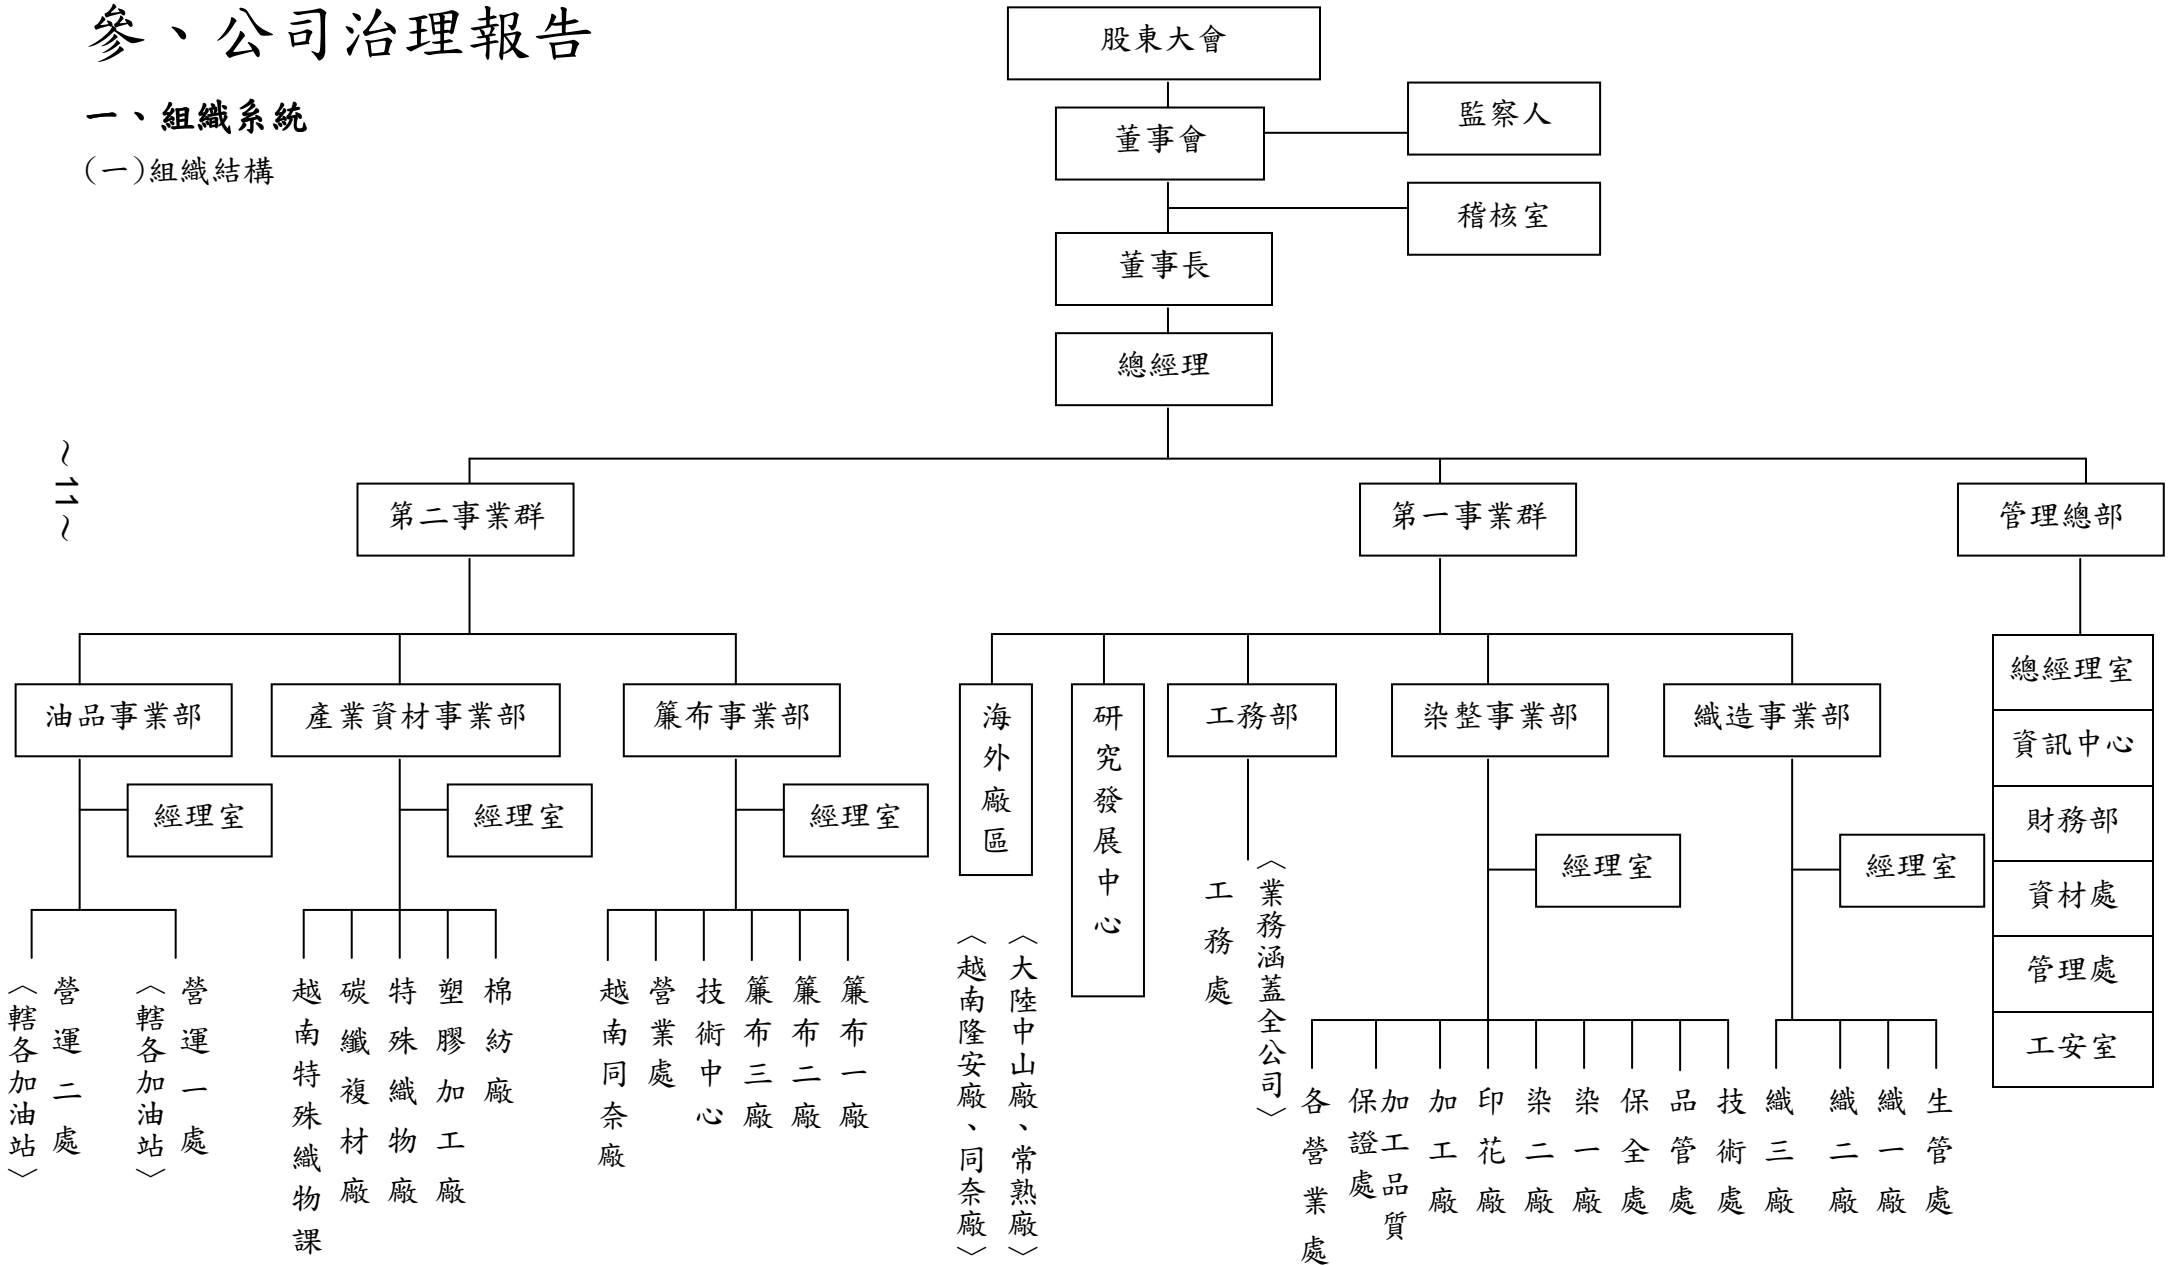 參、公司治理報告
一、組織系統
(一)組織結構
股東大會
董事會
監察人
稽核室
董事長
總經理
~11~
第二事業群
第一事業群
管理總部
油品事業部
產業資材事業部
簾布事業部
海外廠區
研究發展中心
工務部
染整事業部
織造事業部
總經理室
資訊中心
財務部
資材處
管理處
工安室
經理室
經理室
經理室
經理室
經理室
營運二處
〈轄各加油站〉
營運一處
〈轄各加油站〉
越南特殊織物課
碳纖複材廠
特殊織物廠
塑膠加工廠
棉紡廠
越南同奈廠
營業處
技術中心
簾布三廠
簾布二廠
簾布一廠
〈大陸中山廠、常熟廠〉
〈越南隆安廠、同奈廠〉
〈業務涵蓋全公司〉
工務處
各營業處
加工品質
保證處
加工廠
印花廠
染二廠
染一廠
保全處
品管處
技術處
織三廠
織二廠
織一廠
生管處